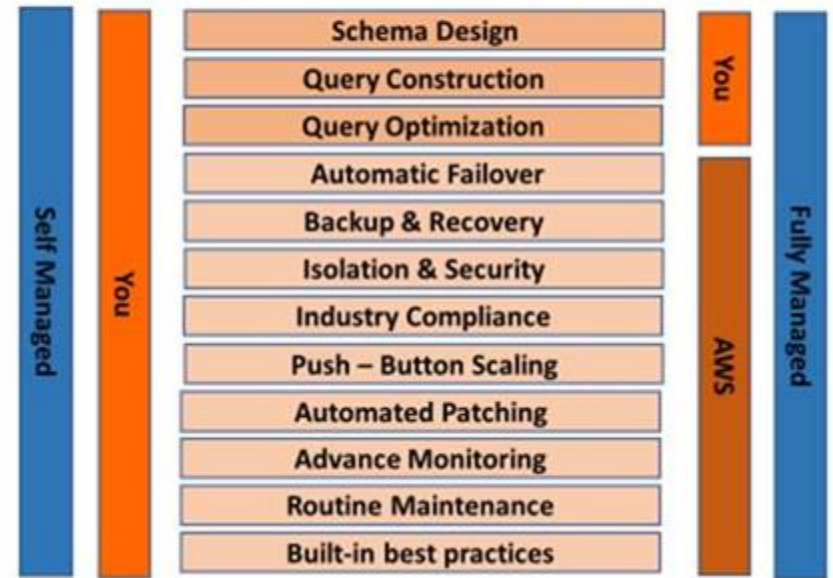 Self Managed
You
Schema Design
Query Construction
Query Optimization
Automatic Failover
Backup & Recovery
Isolation & Security
Industry Compliance
Push – Button Scaling
Automated Patching
Advance Monitoring
Routine Maintenance
Built-in best practices
You
AWS
Fully Managed